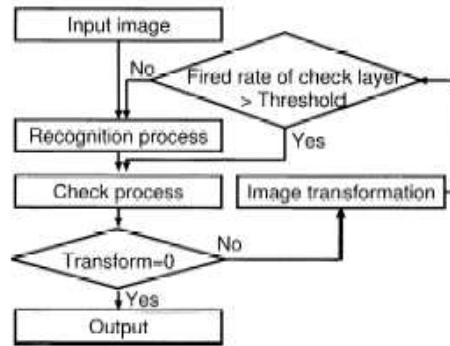 Input image
No
Fired rate of check layer
> Threshold
Recognition process
Yes
Check process
Image transformation
No
Transform=0
Yes
Output